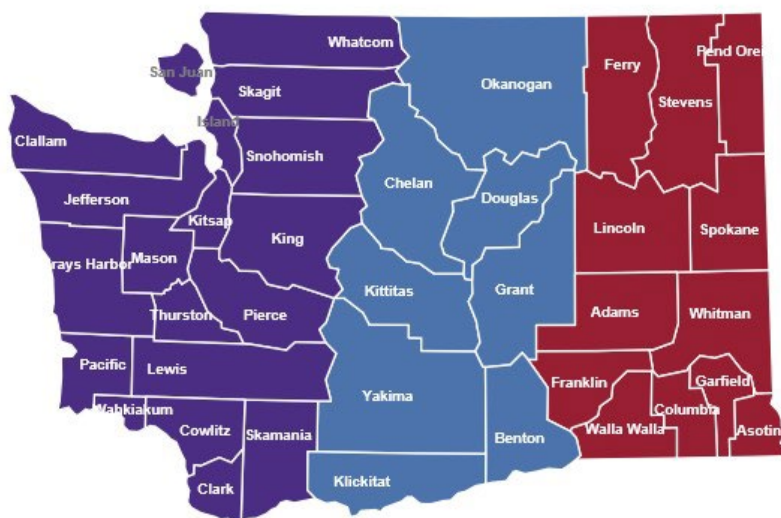 Whatcom
San Juan
Skagit
Island
Clallam
Snohomish
Jefferson
Kitsap
King
rays Harbor
Mason
Thurston
Pierce
Pacific
Lewis
Wahkiakum
Cowlitz
Skamania
Clark
Okanogan
Chelan
Douglas
Kittitas
Grant
Yakima
Benton
Klickitat
Ferry
Pend Orei
Stevens
Lincoln
Spokane
Adams
Whitman
Franklin
Garfield
Columbia
Walla Walla
Asotin